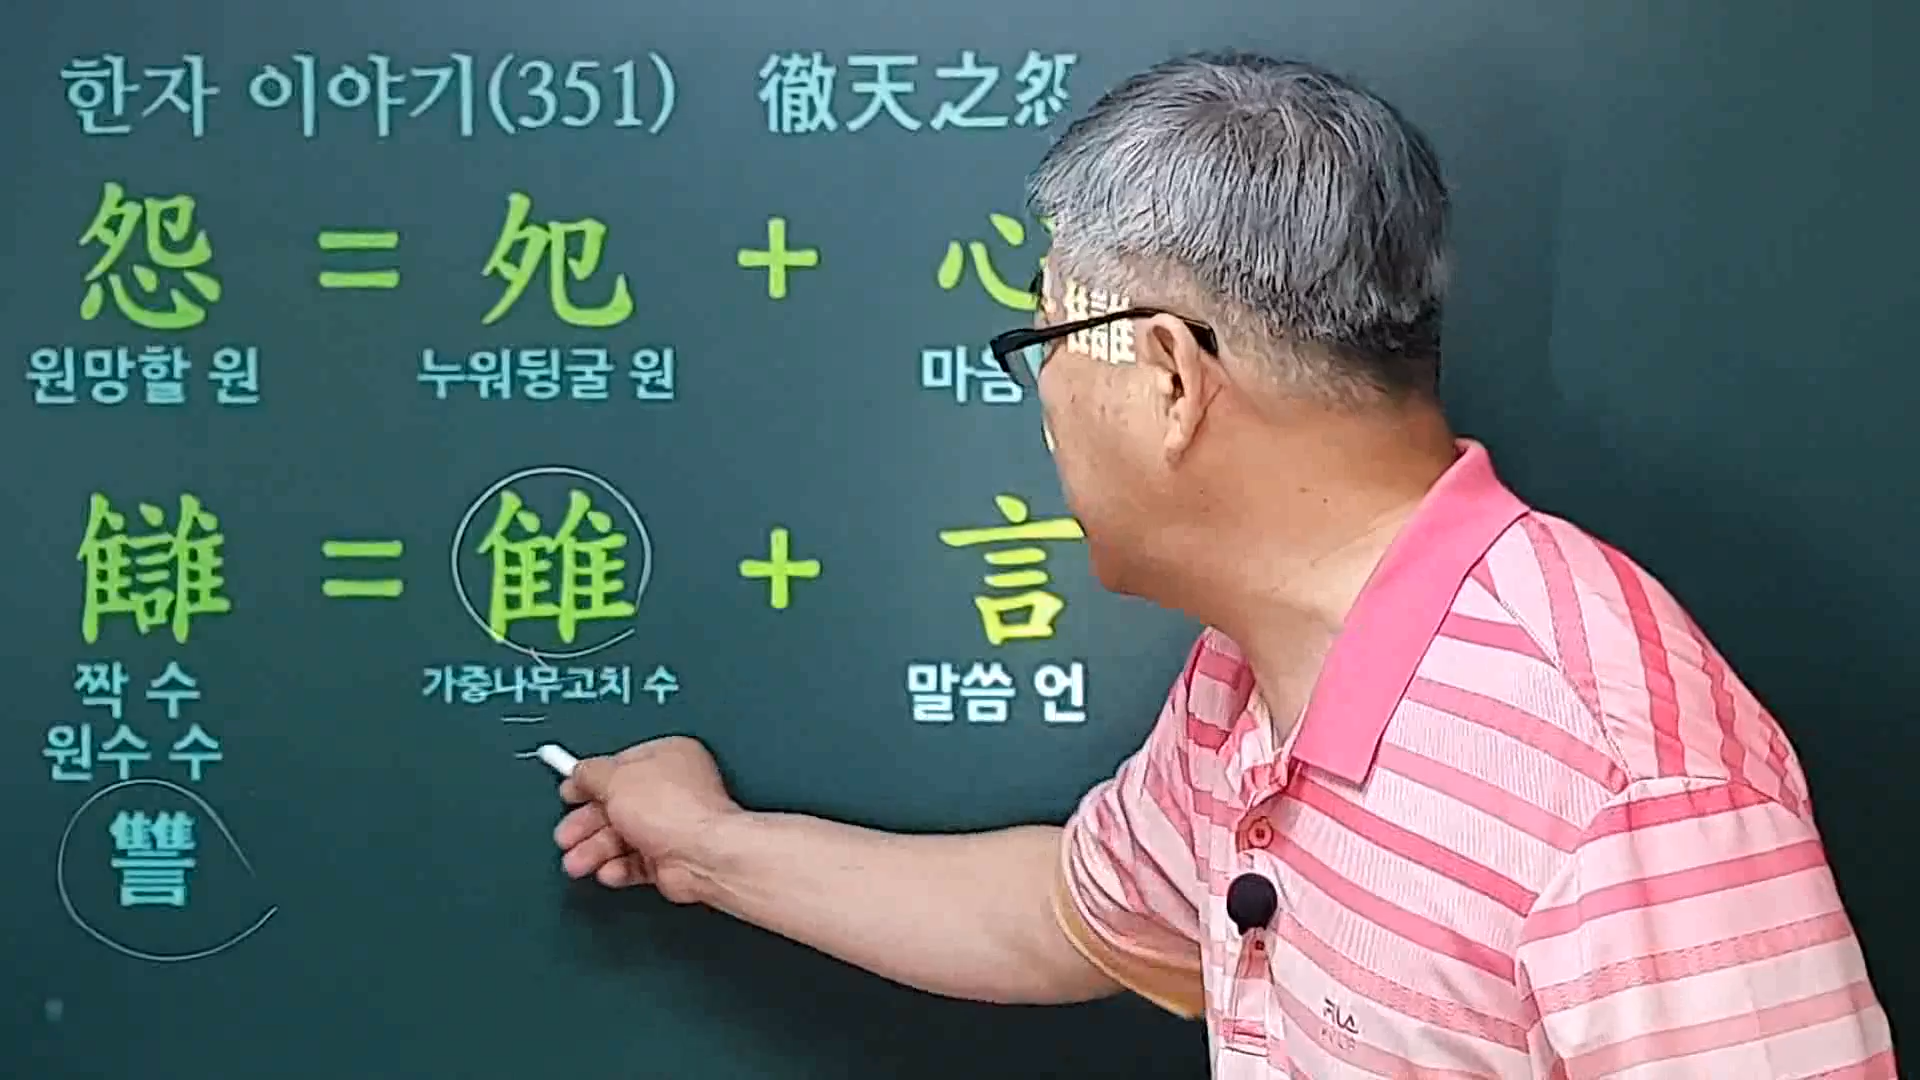 한자 이야기(351) 徹天之怨
怨 = 夗 + 心
원망할 원 누워뒹굴 원 마음
讎 = 雔 + 言
짝 수 가중나무고치 수 말씀 언
원수 수
讐
FILA